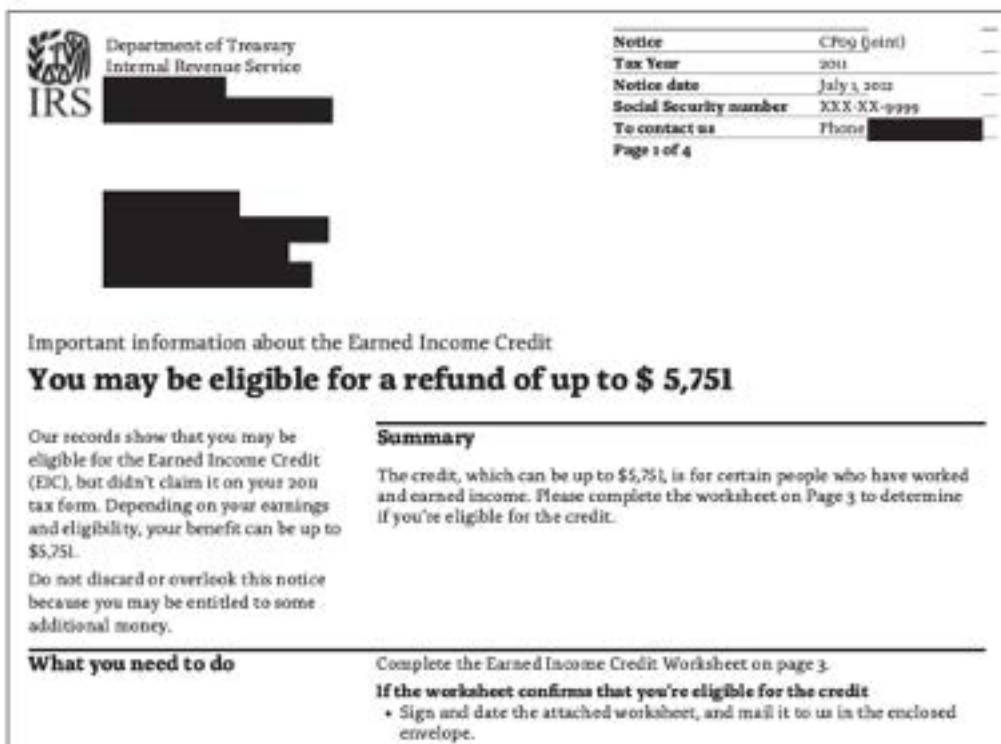 IRS
Department of Treasury
Internal Revenue Service
Notice CP09 (joint)
Tax Year 2011
Notice date July 1, 2012
Social Security number XXX-XX-9999
To contact us Phone
Page 1 of 4
Important information about the Earned Income Credit
You may be eligible for a refund of up to $ 5,751
Our records show that you may be
eligible for the Earned Income Credit
(EIC), but didn't claim it on your 2011
tax form. Depending on your earnings
and eligibility, your benefit can be up to
$5,751.
Do not discard or overlook this notice
because you may be entitled to some
additional money.
Summary
The credit, which can be up to $5,751, is for certain people who have worked
and earned income. Please complete the worksheet on Page 3 to determine
if you're eligible for the credit.
What you need to do
Complete the Earned Income Credit Worksheet on page 3.
If the worksheet confirms that you're eligible for the credit
• Sign and date the attached worksheet, and mail it to us in the enclosed
envelope.